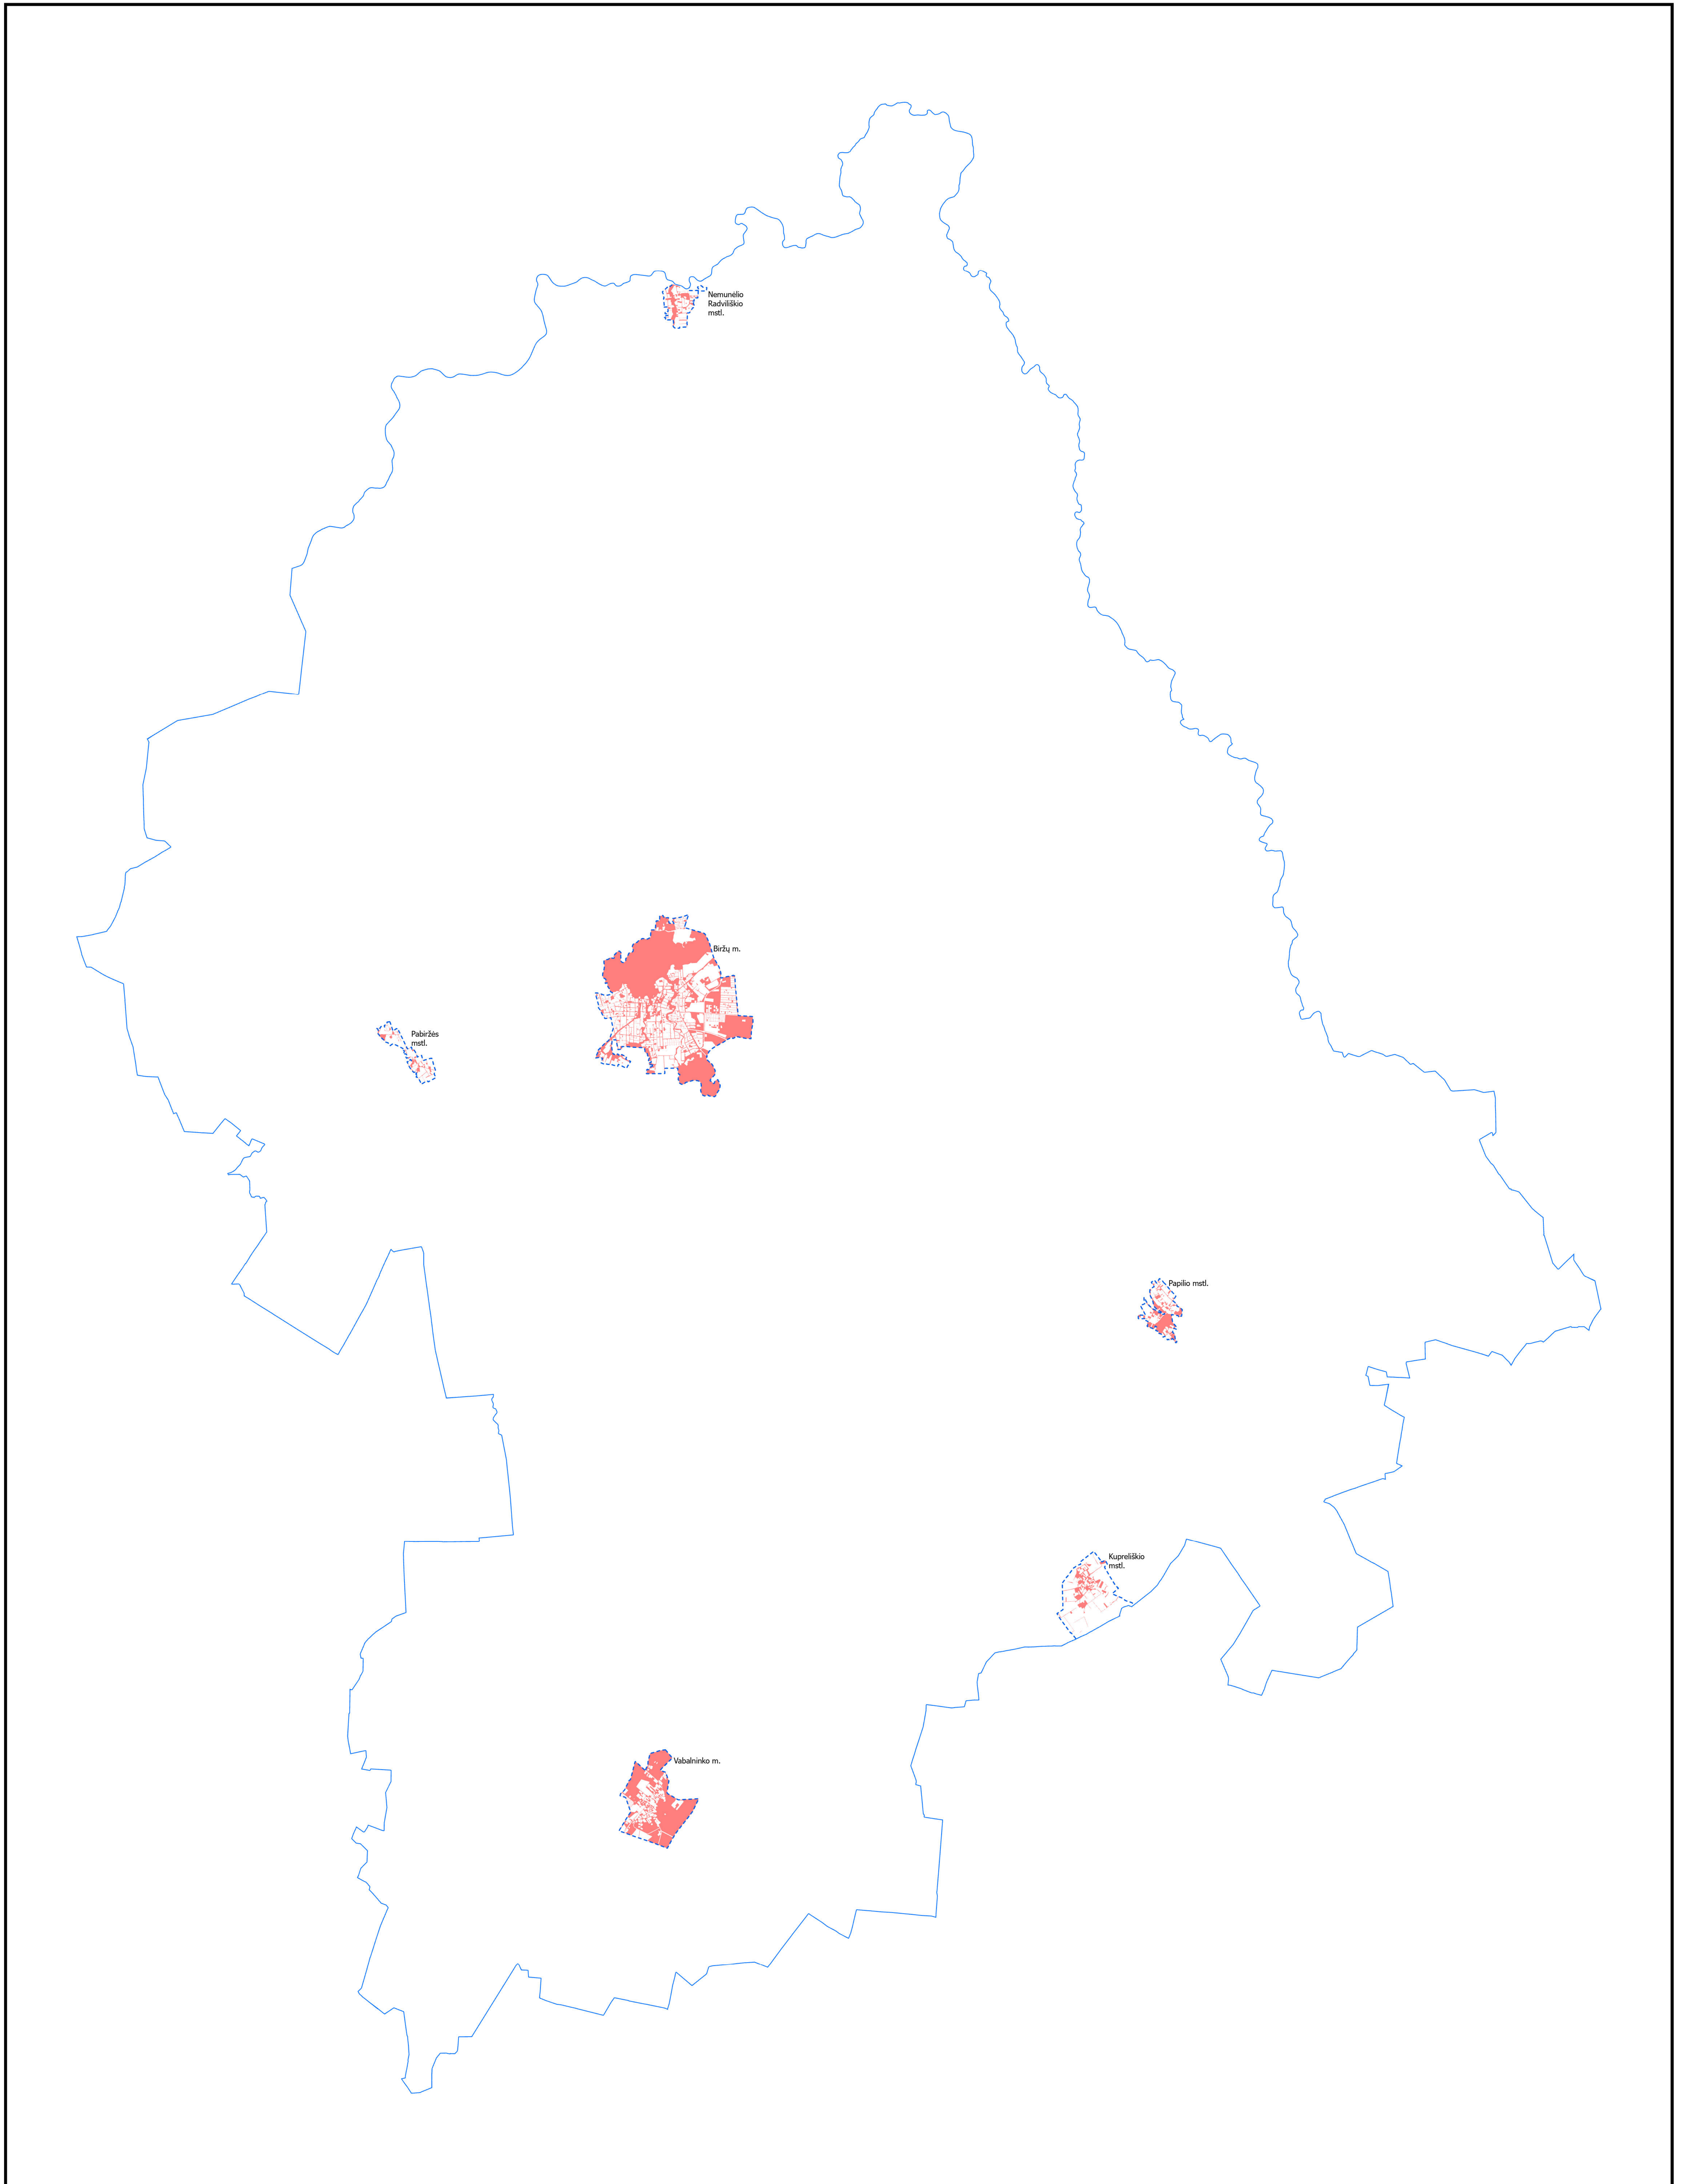 Nemunėlio
Radviliškio
mstl.
Biržų m.
Pabiržės
mstl.
Papilio mstl.
Kupreliškio
mstl.
Vabalninko m.